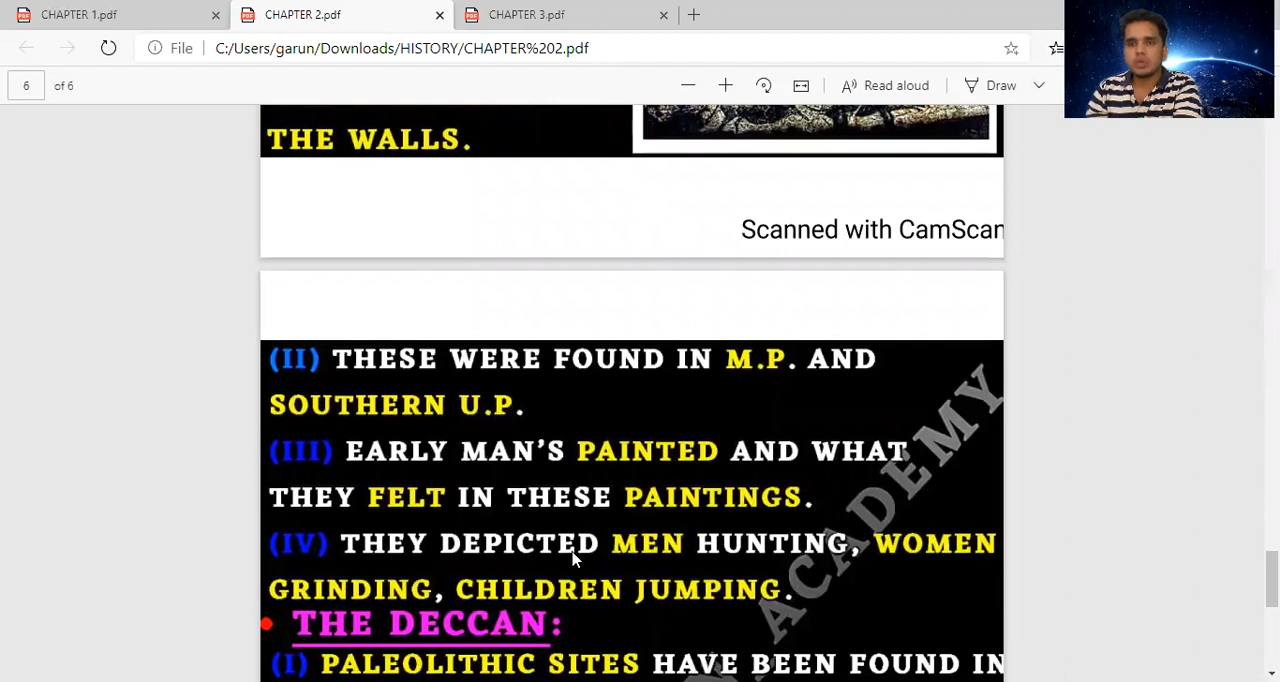 CHAPTER 1.pdf
CHAPTER 2.pdf
CHAPTER 3.pdf
File C:/Users/garun/Downloads/HISTORY/CHAPTER%202.pdf
6 of 6
Read aloud
Draw
THE WALLS.
Scanned with CamScan
(II) THESE WERE FOUND IN M.P. AND
SOUTHERN U.P.
(III) EARLY MAN'S PAINTED AND WHAT
THEY FELT IN THESE PAINTINGS.
(IV) THEY DEPICTED MEN HUNTING, WOMEN
GRINDING, CHILDREN JUMPING.
• THE DECCAN:
(I) PALEOLITHIC SITES HAVE BEEN FOUND IN
ACADEMY